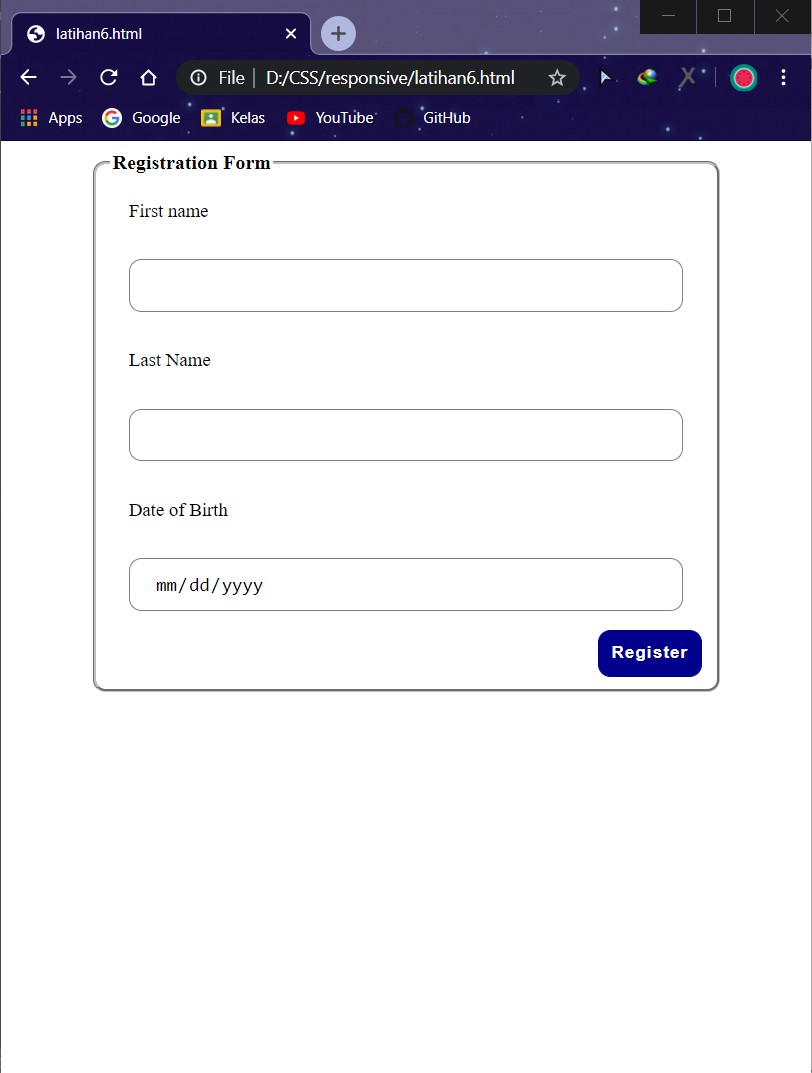 latihan6.html
File | D:/CSS/responsive/latihan6.html
Apps Google Kelas YouTube GitHub
Registration Form
First name
Last Name
Date of Birth
mm/dd/yyyy
Register